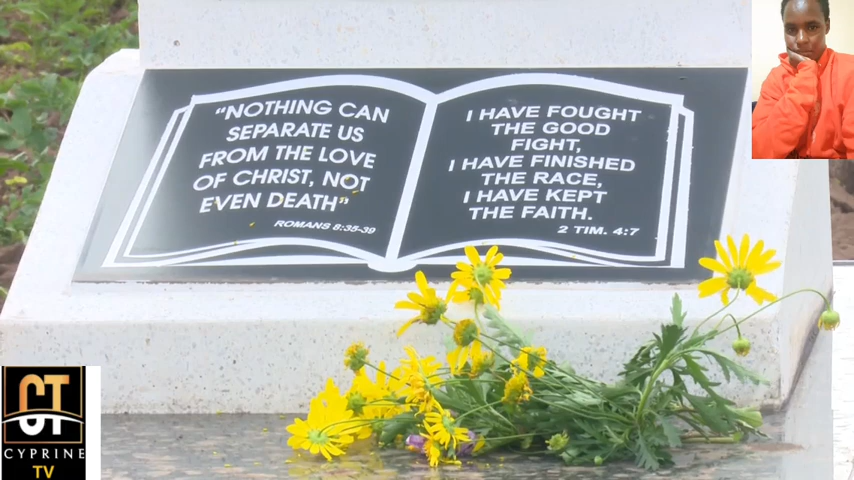 "NOTHING CAN
SEPARATE US
FROM THE LOVE
OF CHRIST, NOT
EVEN DEATH"
ROMANS 8:35-39
I HAVE FOUGHT
THE GOOD
FIGHT,
I HAVE FINISHED
THE RACE,
I HAVE KEPT
THE FAITH.
2 TIM. 4:7
CT
CYPRINE
TV